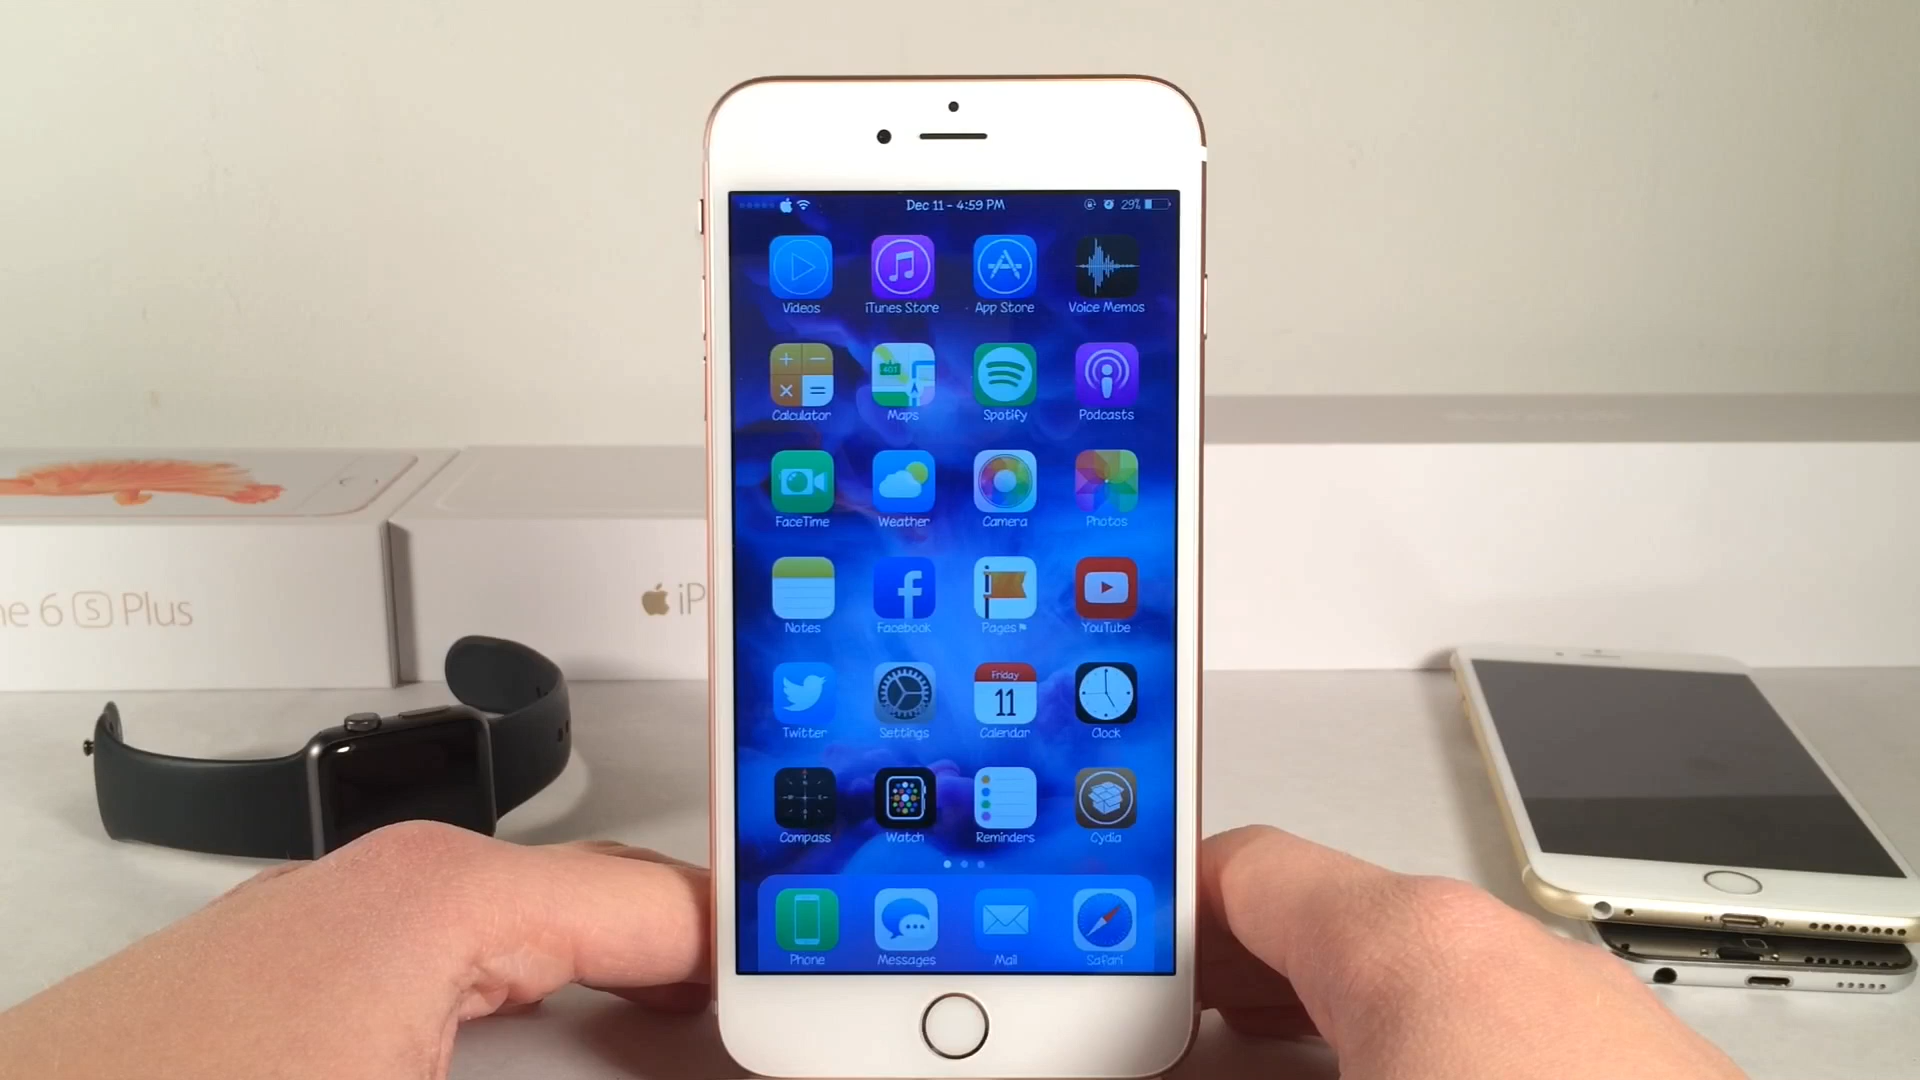 Dec 11 - 4:59 PM
29%
Videos
iTunes Store
App Store
Voice Memos
401
Calculator
Maps
Spotify
Podcasts
FaceTime
Weather
Camera
Photos
Notes
Facebook
Pages
YouTube
Friday
11
Twitter
Settings
Calendar
Clock
Compass
Watch
Reminders
Cydia
Phone
Messages
Mail
Safari
ne 6 S Plus
iP